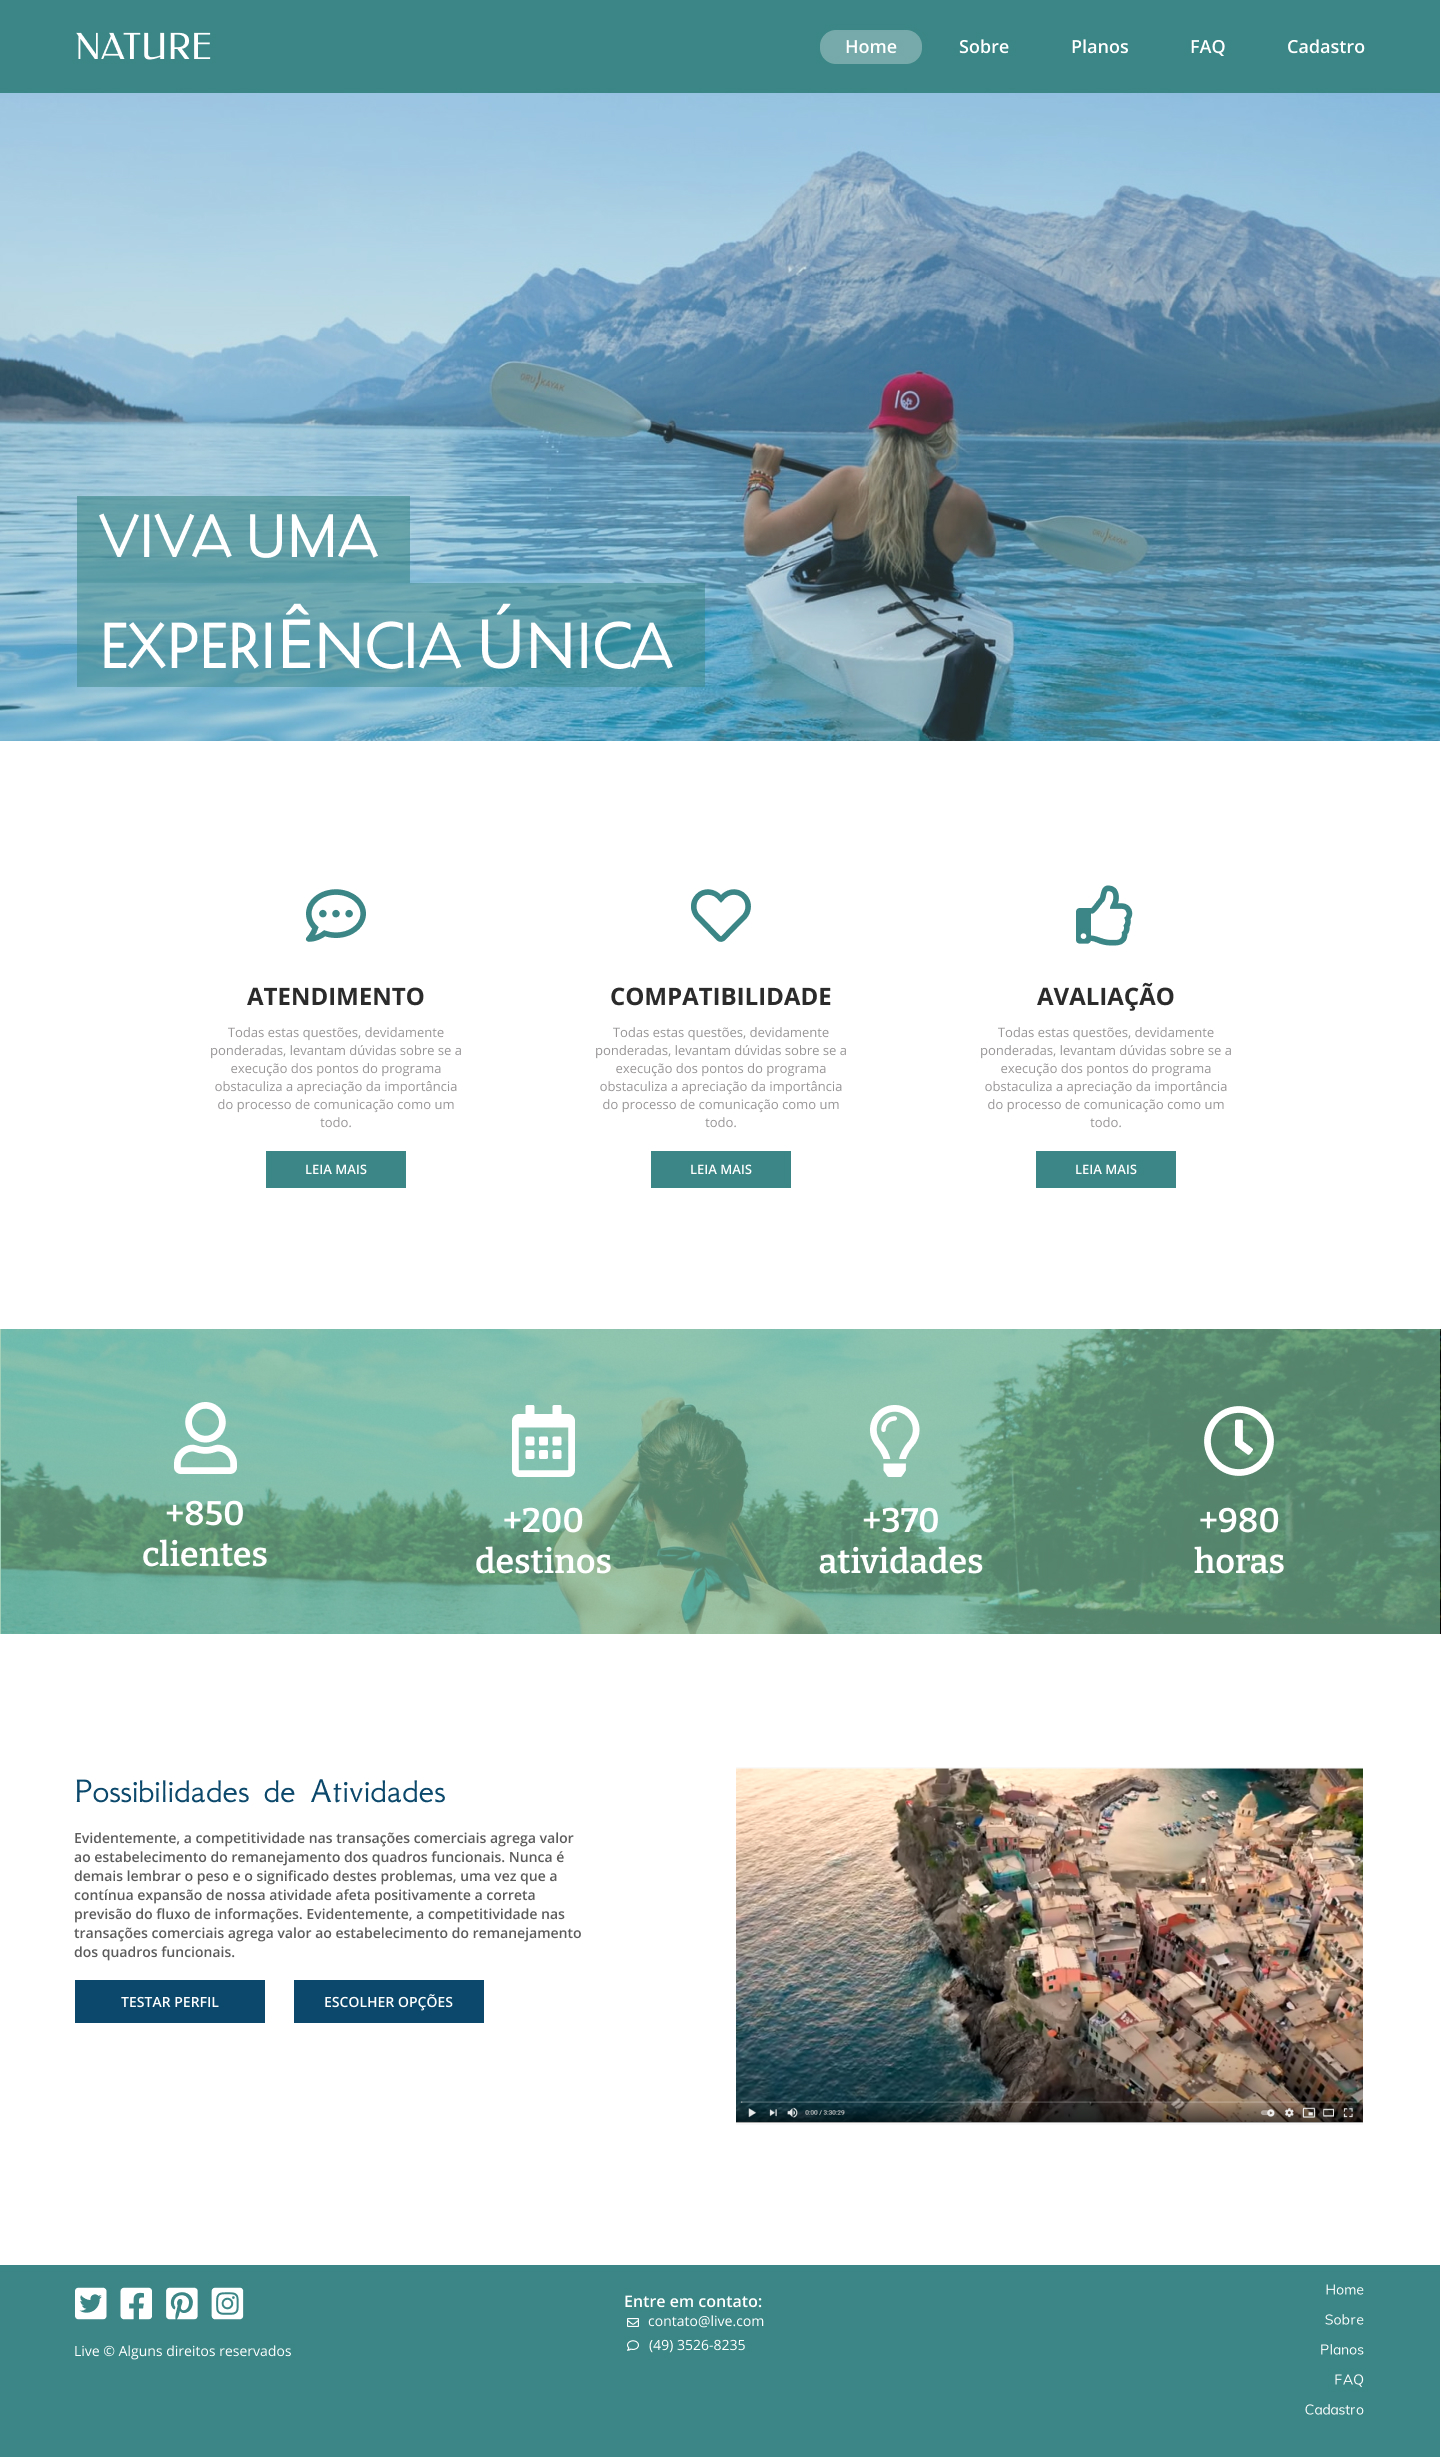 NATURE
Home Sobre Planos FAQ Cadastro
GRU KAYAK
VIVA UMA
EXPERIÊNCIA ÚNICA
ATENDIMENTO
Todas estas questões, devidamente
ponderadas, levantam dúvidas sobre se a
execução dos pontos do programa
obstaculiza a apreciação da importância
do processo de comunicação como um
todo.
LEIA MAIS
COMPATIBILIDADE
Todas estas questões, devidamente
ponderadas, levantam dúvidas sobre se a
execução dos pontos do programa
obstaculiza a apreciação da importância
do processo de comunicação como um
todo.
LEIA MAIS
AVALIAÇÃO
Todas estas questões, devidamente
ponderadas, levantam dúvidas sobre se a
execução dos pontos do programa
obstaculiza a apreciação da importância
do processo de comunicação como um
todo.
LEIA MAIS
+850
clientes
+200
destinos
+370
atividades
+980
horas
Possibilidades de Atividades
Evidentemente, a competitividade nas transações comerciais agrega valor
ao estabelecimento do remanejamento dos quadros funcionais. Nunca é
demais lembrar o peso e o significado destes problemas, uma vez que a
contínua expansão de nossa atividade afeta positivamente a correta
previsão do fluxo de informações. Evidentemente, a competitividade nas
transações comerciais agrega valor ao estabelecimento do remanejamento
dos quadros funcionais.
TESTAR PERFIL
ESCOLHER OPÇÕES
0:00 / 3:30:29
Live © Alguns direitos reservados
Entre em contato:
contato@live.com
(49) 3526-8235
Home
Sobre
Planos
FAQ
Cadastro